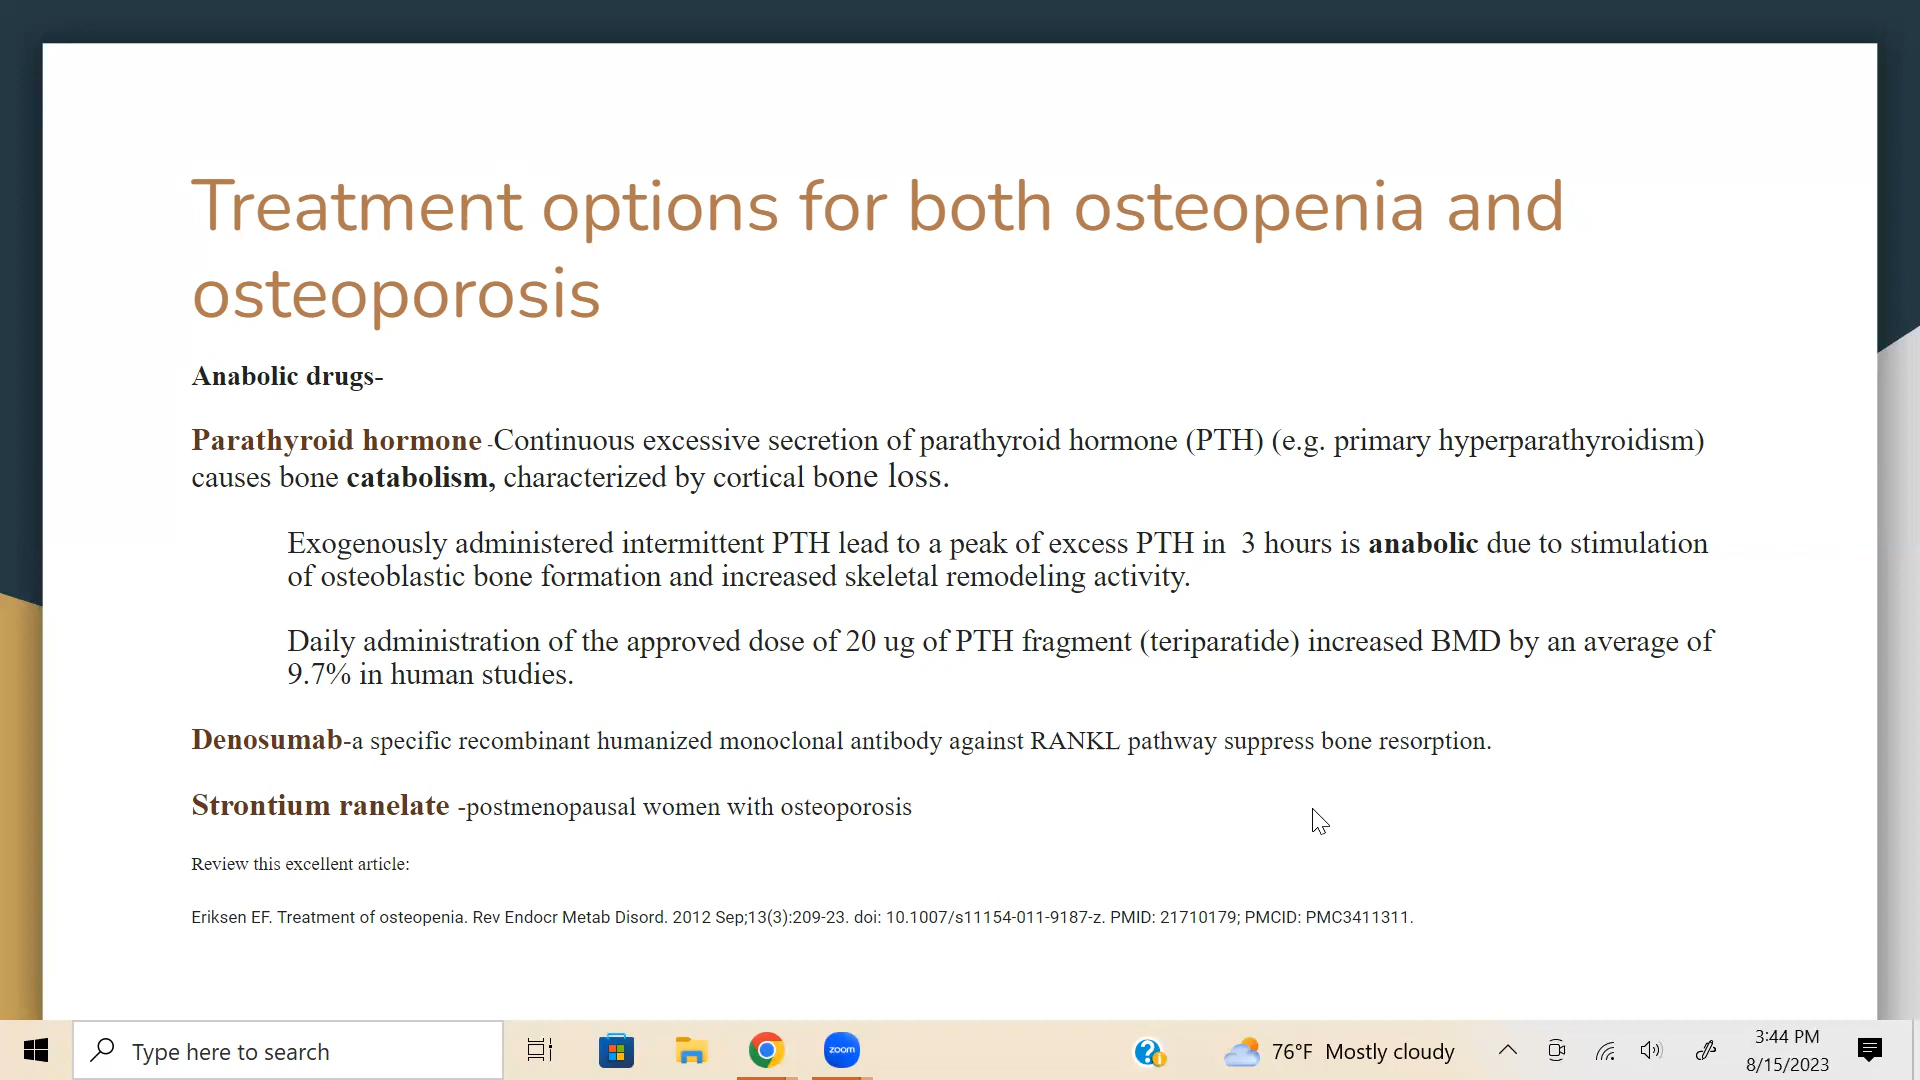 Treatment options for both osteopenia and
osteoporosis
Anabolic drugs-
Parathyroid hormone -Continuous excessive secretion of parathyroid hormone (PTH) (e.g. primary hyperparathyroidism)
causes bone catabolism, characterized by cortical bone loss.
Exogenously administered intermittent PTH lead to a peak of excess PTH in  3 hours is anabolic due to stimulation
of osteoblastic bone formation and increased skeletal remodeling activity.
Daily administration of the approved dose of 20 ug of PTH fragment (teriparatide) increased BMD by an average of
9.7% in human studies.
Denosumab-a specific recombinant humanized monoclonal antibody against RANKL pathway suppress bone resorption.
Strontium ranelate -postmenopausal women with osteoporosis
Review this excellent article:
Eriksen EF. Treatment of osteopenia. Rev Endocr Metab Disord. 2012 Sep;13(3):209-23. doi: 10.1007/s11154-011-9187-z. PMID: 21710179; PMCID: PMC3411311.
Type here to search
zoom
76°F Mostly cloudy
3:44 PM
8/15/2023